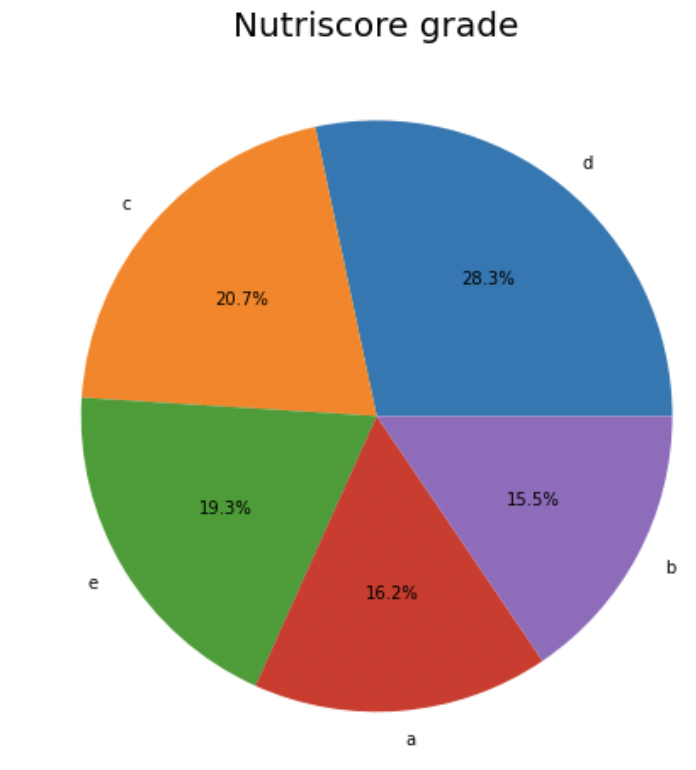 Nutriscore grade
d
c
28.3%
20.7%
15.5%
19.3%
b
e
16.2%
a